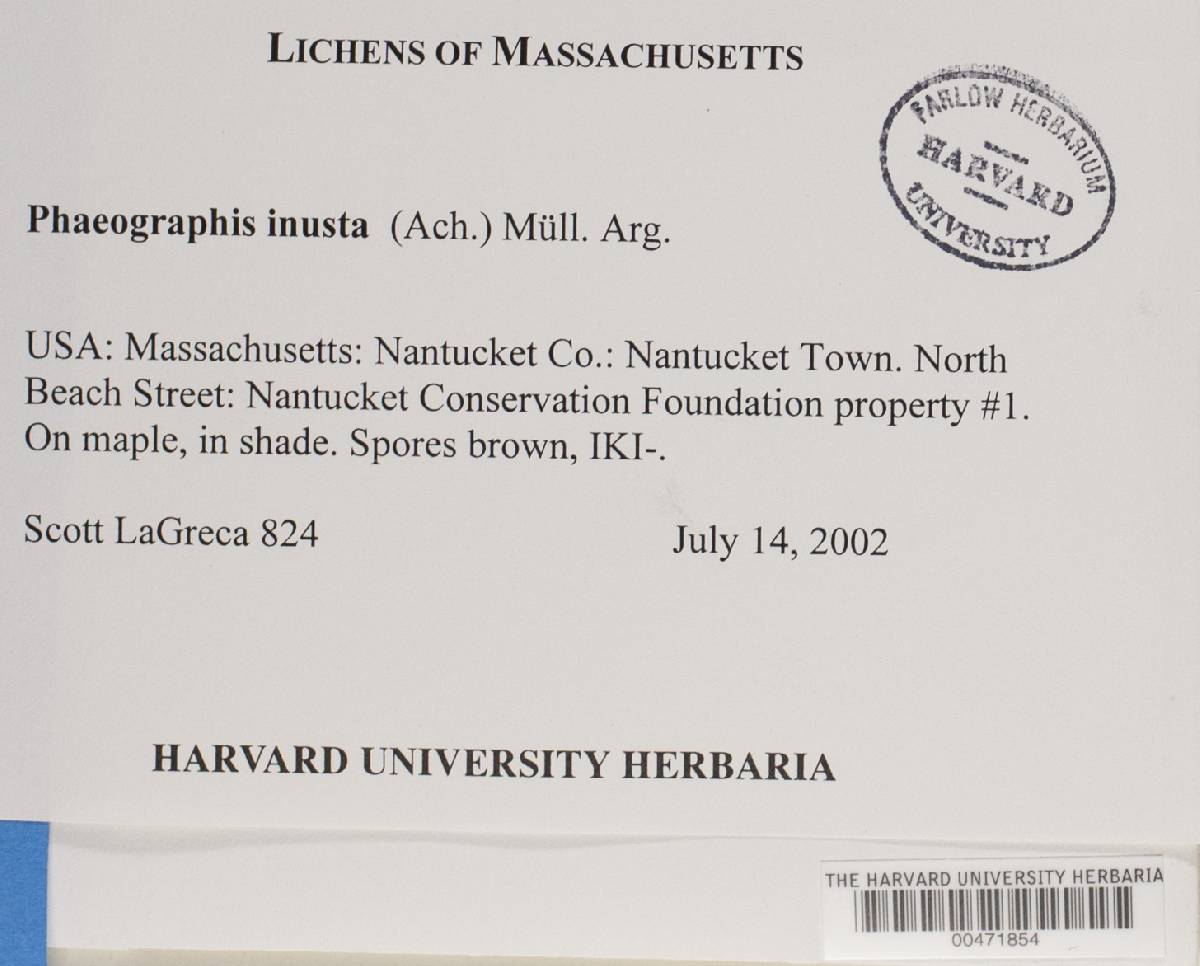 LICHENS OF MASSACHUSETTS
FARLOW HERBARIUM
HARVARD
UNIVERSITY
Phaeographis inusta (Ach.) Müll. Arg.
USA: Massachusetts: Nantucket Co.: Nantucket Town. North
Beach Street: Nantucket Conservation Foundation property #1.
On maple, in shade. Spores brown, IKI-.
Scott LaGreca 824 July 14, 2002
HARVARD UNIVERSITY HERBARIA
THE HARVARD UNIVERSITY HERBARIA
00471854